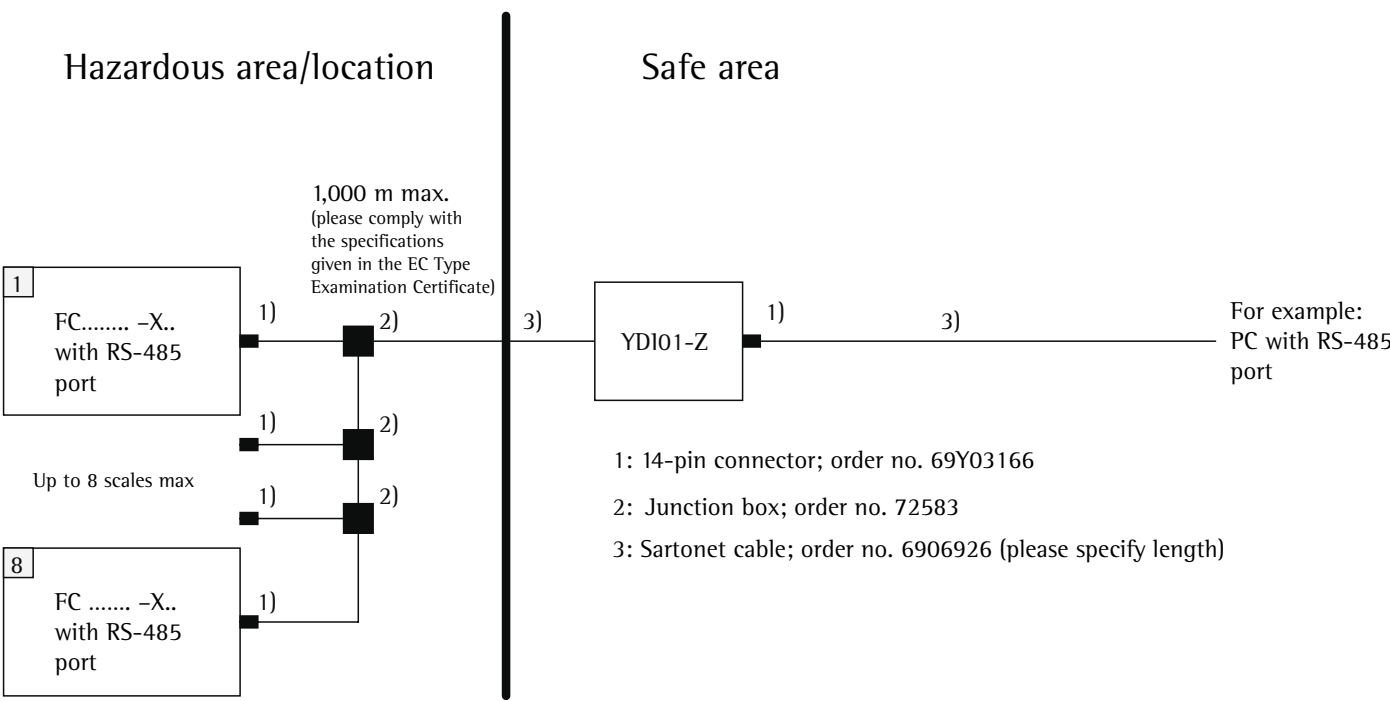 Hazardous area/location
Safe area
1,000 m max.
(please comply with
the specifications
given in the EC Type
Examination Certificate)
1
FC........ –X..
with RS-485
port
1)
2)
3)
YDI01-Z
1)
3)
For example:
PC with RS-485
port
1)
2)
Up to 8 scales max
1)
2)
8
FC ....... –X..
with RS-485
port
1)
1: 14-pin connector; order no. 69Y03166
2: Junction box; order no. 72583
3: Sartonet cable; order no. 6906926 (please specify length)